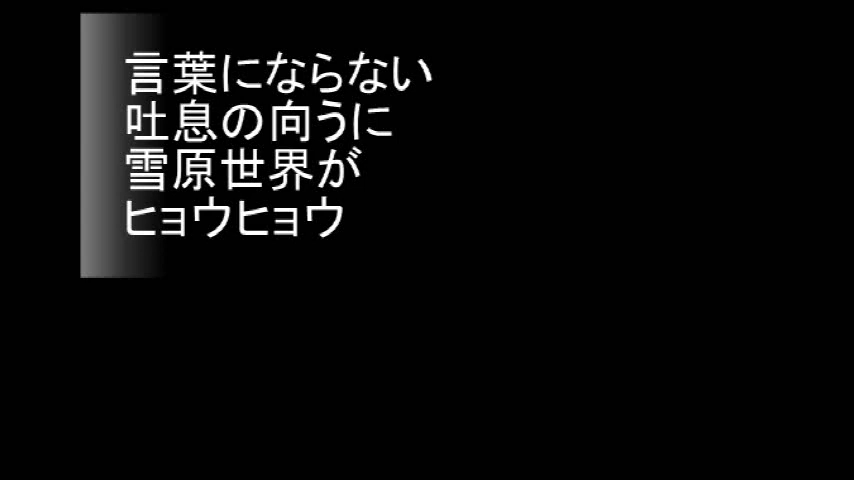 言葉にならない
吐息の向うに
雪原世界が
ヒョウヒョウ